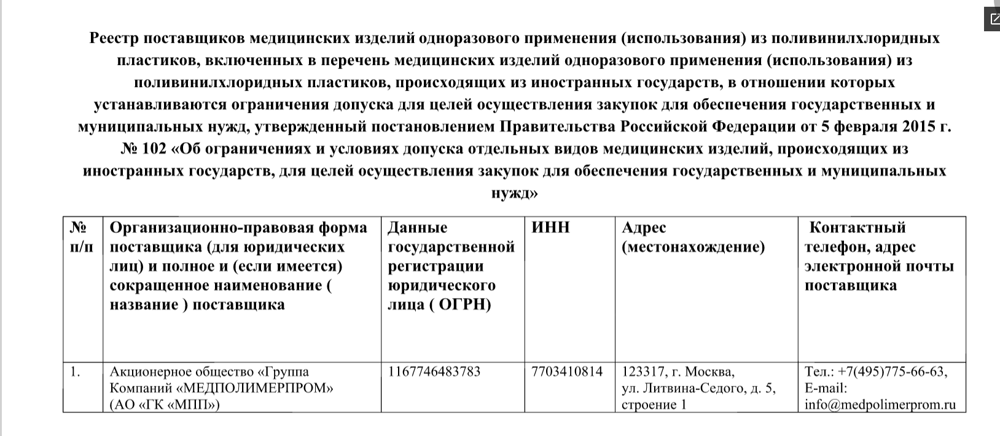 Реестр поставщиков медицинских изделий одноразового применения (использования) из поливинилхлоридных
пластиков, включенных в перечень медицинских изделий одноразового применения (использования) из
поливинилхлоридных пластиков, происходящих из иностранных государств, в отношении которых
устанавливаются ограничения допуска для целей осуществления закупок для обеспечения государственных и
муниципальных нужд, утвержденный постановлением Правительства Российской Федерации от 5 февраля 2015 г.
№ 102 «Об ограничениях и условиях допуска отдельных видов медицинских изделий, происходящих из
иностранных государств, для целей осуществления закупок для обеспечения государственных и муниципальных
нужд»
№
п/п
Организационно-правовая форма
поставщика (для юридических
лиц) и полное и (если имеется)
сокращенное наименование (
название ) поставщика
Данные
государственной
регистрации
юридического
лица ( ОГРН)
ИНН
Адрес
(местонахождение)
Контактный
телефон, адрес
электронной почты
поставщика
1.
Акционерное общество «Группа
Компаний «МЕДПОЛИМЕРПРОМ»
(АО «ГК «МПП»)
1167746483783
7703410814
123317, г. Москва,
ул. Литвина-Седого, д. 5,
строение 1
Тел.: +7(495)775-66-63,
E-mail:
info@medpolimerprom.ru